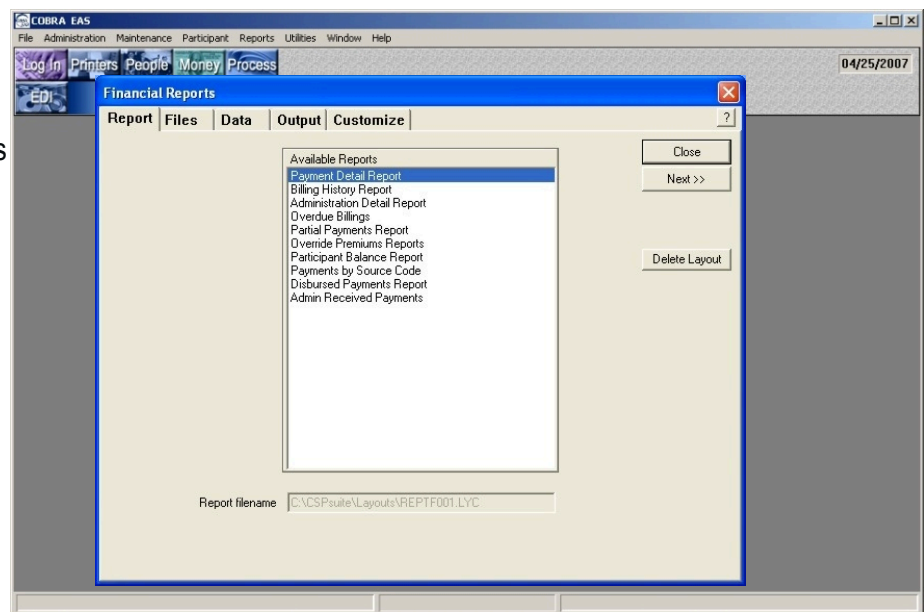 COBRA EAS
File Administration Maintenance Participant Reports Utilities Window Help
Log In Printers People Money Process
04/25/2007
EDI
Financial Reports
Report Files Data Output Customize
?
s
Available Reports
Close
Payment Detail Report
Next >>
Billing History Report
Administration Detail Report
Overdue Billings
Partial Payments Report
Override Premiums Reports
Participant Balance Report
Delete Layout
Payments by Source Code
Disbursed Payments Report
Admin Received Payments
Report filename C:\CSPsuite\Layouts\REPTF001.LYC